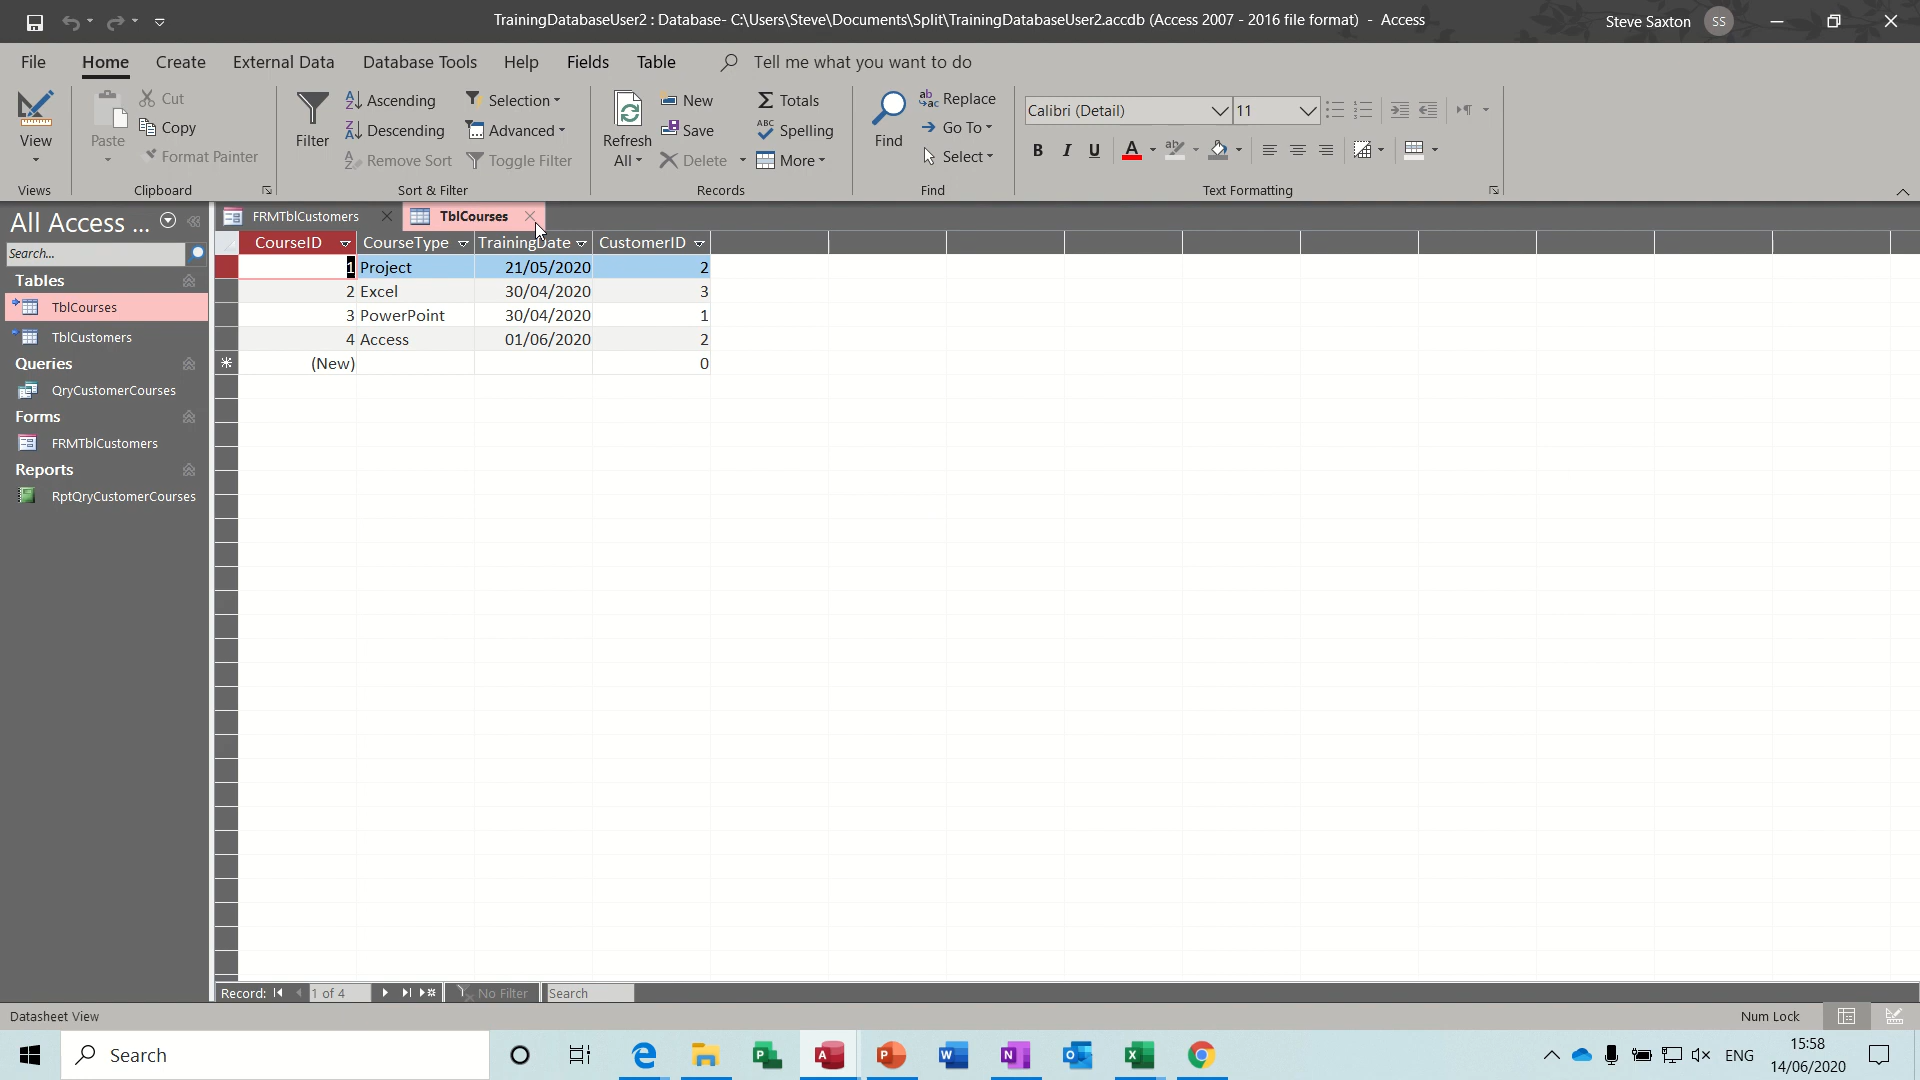 TrainingDatabaseUser2 : Database- C:\Users\Steve\Documents\Split\TrainingDatabaseUser2.accdb (Access 2007 - 2016 file format)  -  Access
Steve Saxton
SS
File Home Create External Data Database Tools Help Fields Table Tell me what you want to do
View
Views
Paste
Cut
Copy
Format Painter
Clipboard
Filter
Ascending
Descending
Remove Sort
Selection
Advanced
Toggle Filter
Sort & Filter
Refresh
All
New
Save
Delete
Totals
Spelling
More
Records
Find
Replace
Go To
Select
Find
Calibri (Detail) 11
B I U A
Text Formatting
All Access ...
Search...
Tables
TblCourses
TblCustomers
Queries
QryCustomerCourses
Forms
FRMTblCustomers
Reports
RptQryCustomerCourses
FRMTblCustomers TblCourses
CourseID CourseType TrainingDate CustomerID
1 Project 21/05/2020 2
2 Excel 30/04/2020 3
3 PowerPoint 30/04/2020 1
4 Access 01/06/2020 2
(New) 0
Record: 1 of 4 No Filter Search
Datasheet View
Num Lock
Search
ENG
15:58
14/06/2020